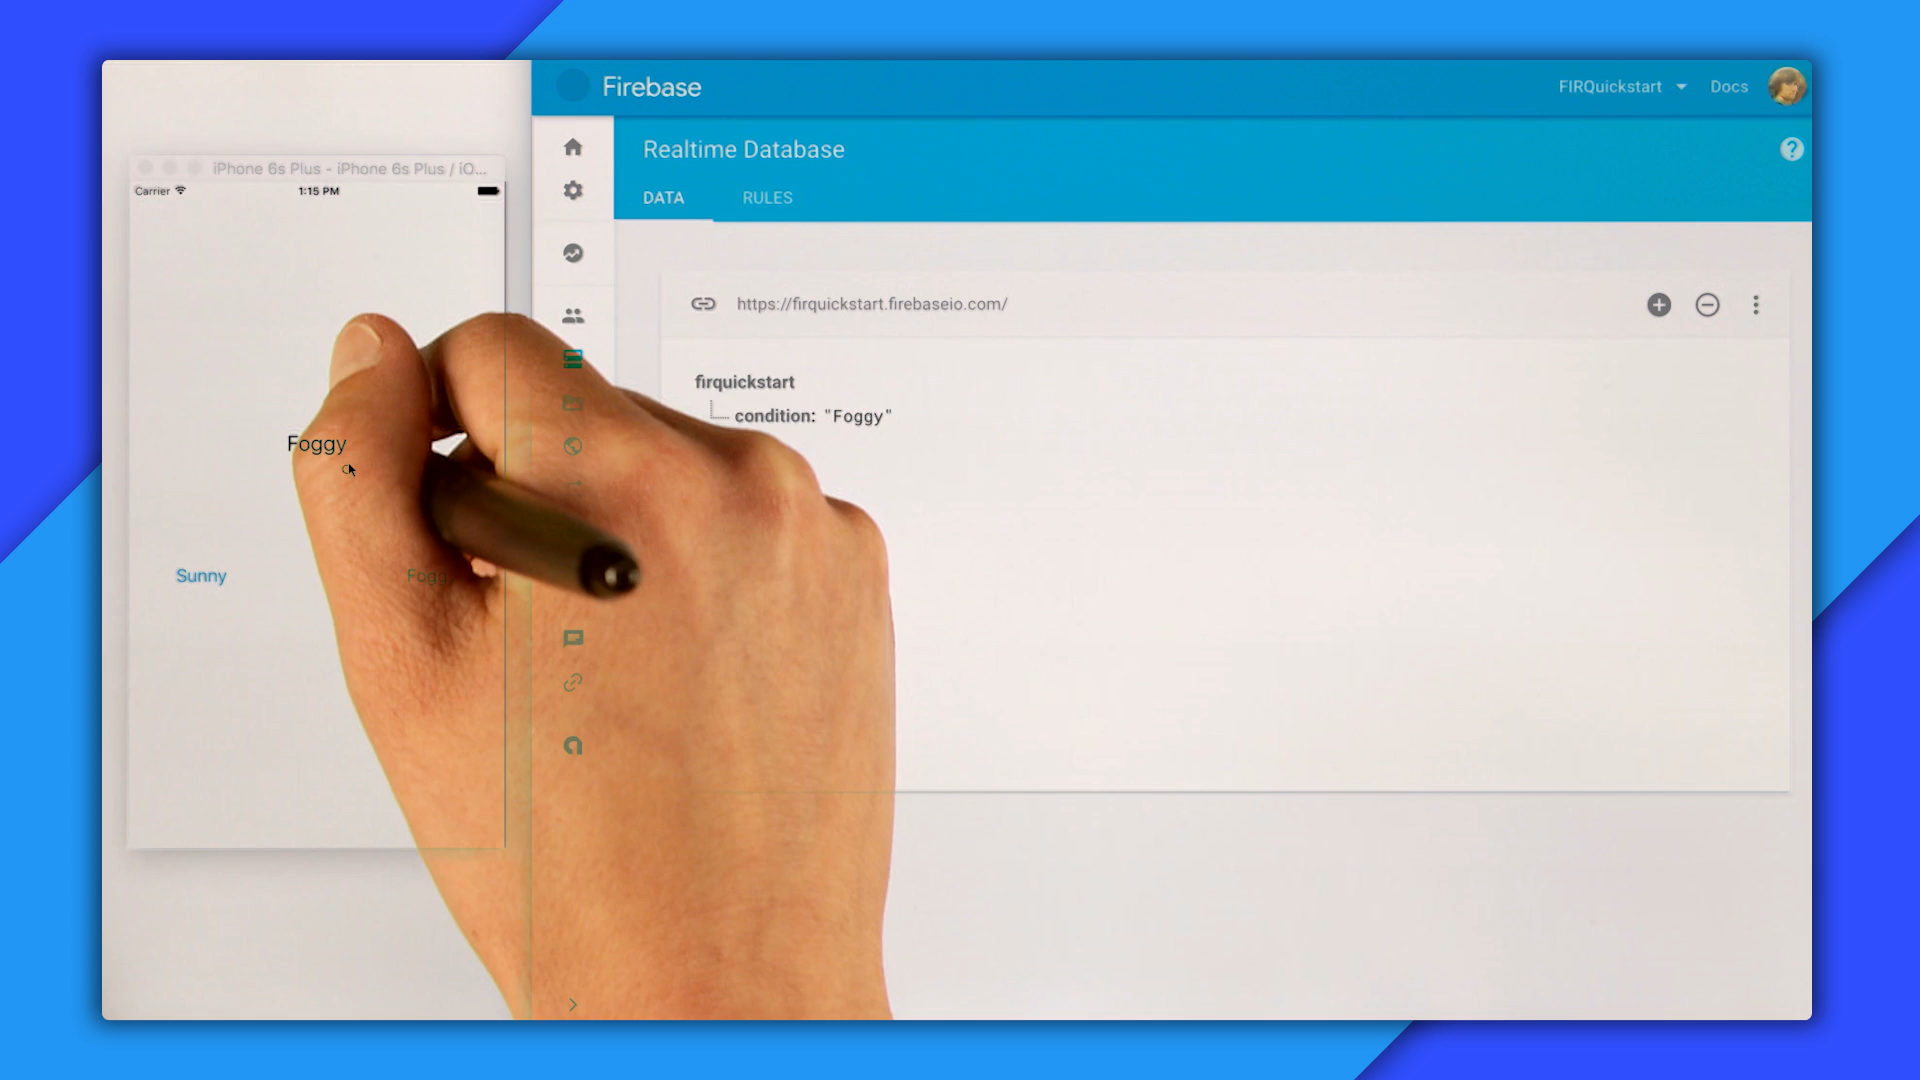 Firebase
FIRQuickstart
Docs
iPhone 6s Plus - iPhone 6s Plus / iO...
Carrier
1:15 PM
Realtime Database
DATA
RULES
https://firquickstart.firebaseio.com/
firquickstart
condition: "Foggy"
Foggy
Sunny